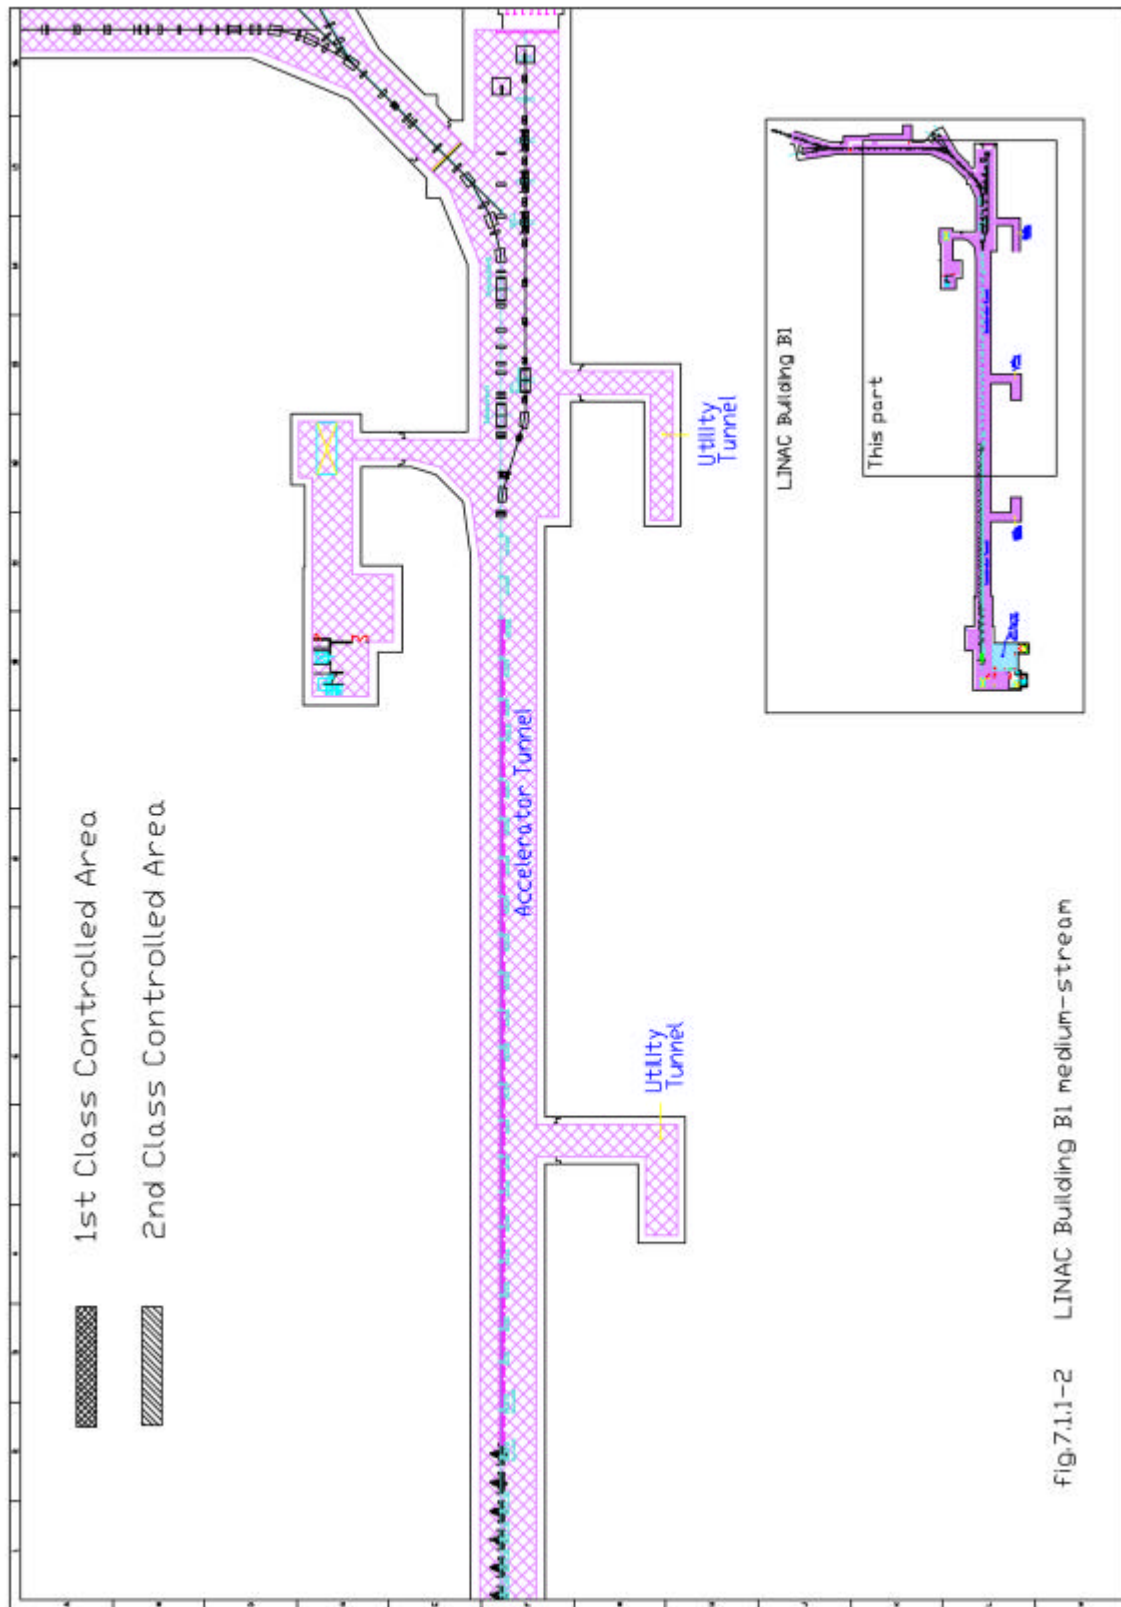 1st Class Controlled Area
2nd Class Controlled Area
Accelerator Tunnel
Utility
Tunnel
Utility
Tunnel
LINAC Building B1
This part
fig.7.1.1-2 LINAC Building B1 medium-stream